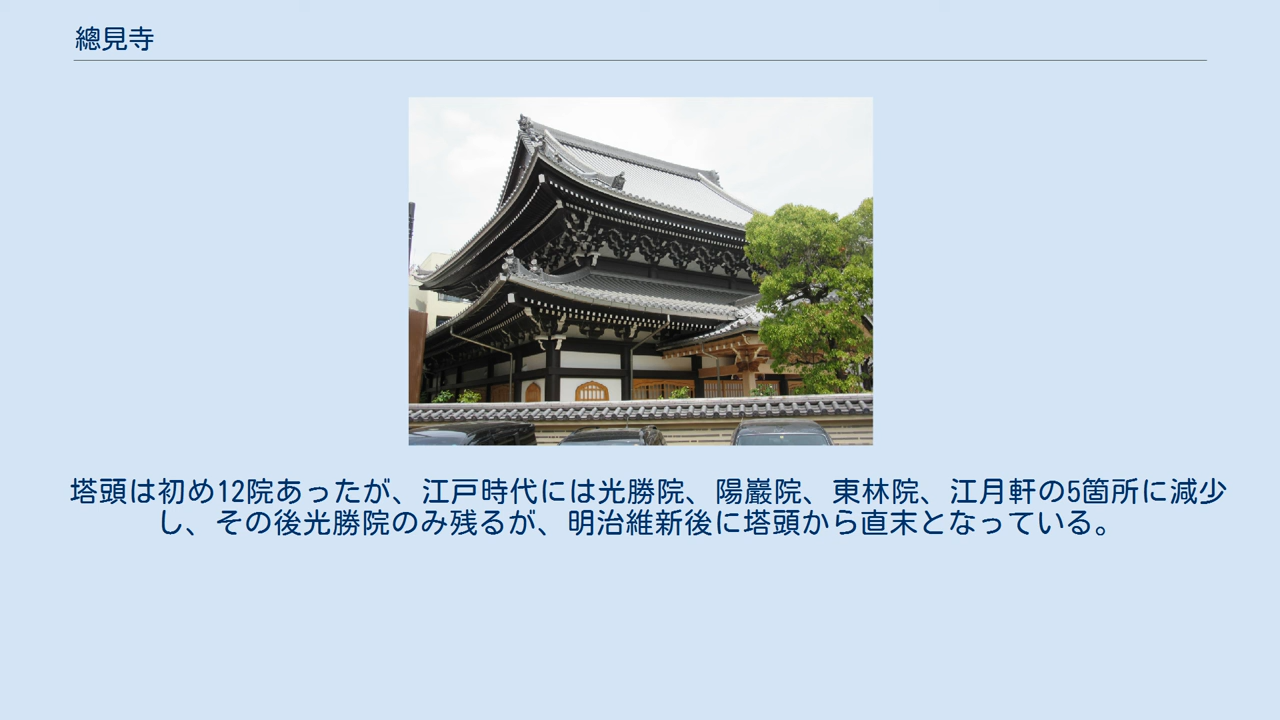 總見寺
塔頭は初め12院あったが、江戸時代には光勝院、陽巌院、東林院、江月軒の5箇所に減少
し、その後光勝院のみ残るが、明治維新後に塔頭から直末となっている。